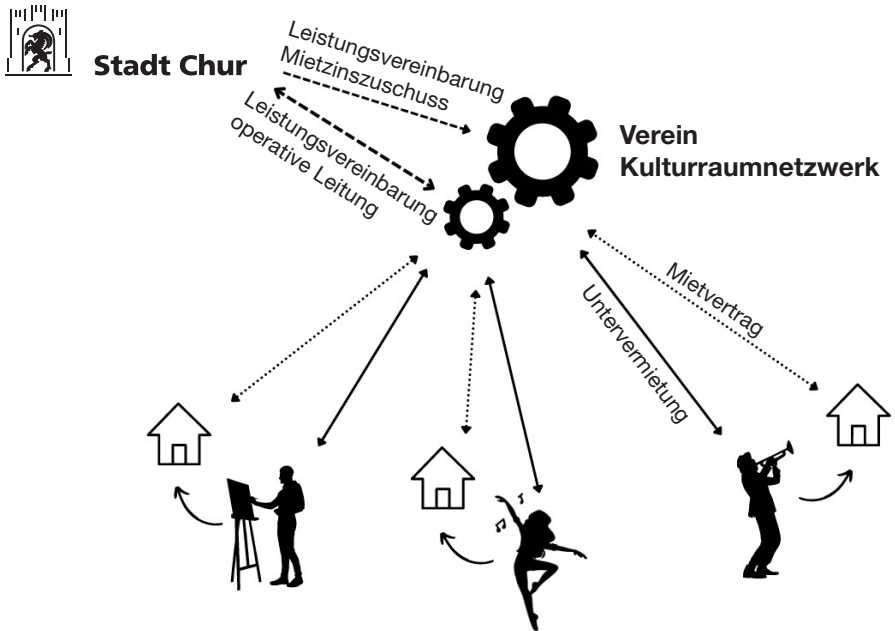 Stadt Chur
Leistungsvereinbarung
Mietzinszuschuss
Leistungsvereinbarung
operative Leitung
Verein
Kulturraumnetzwerk
Mietvertrag
Untervermietung